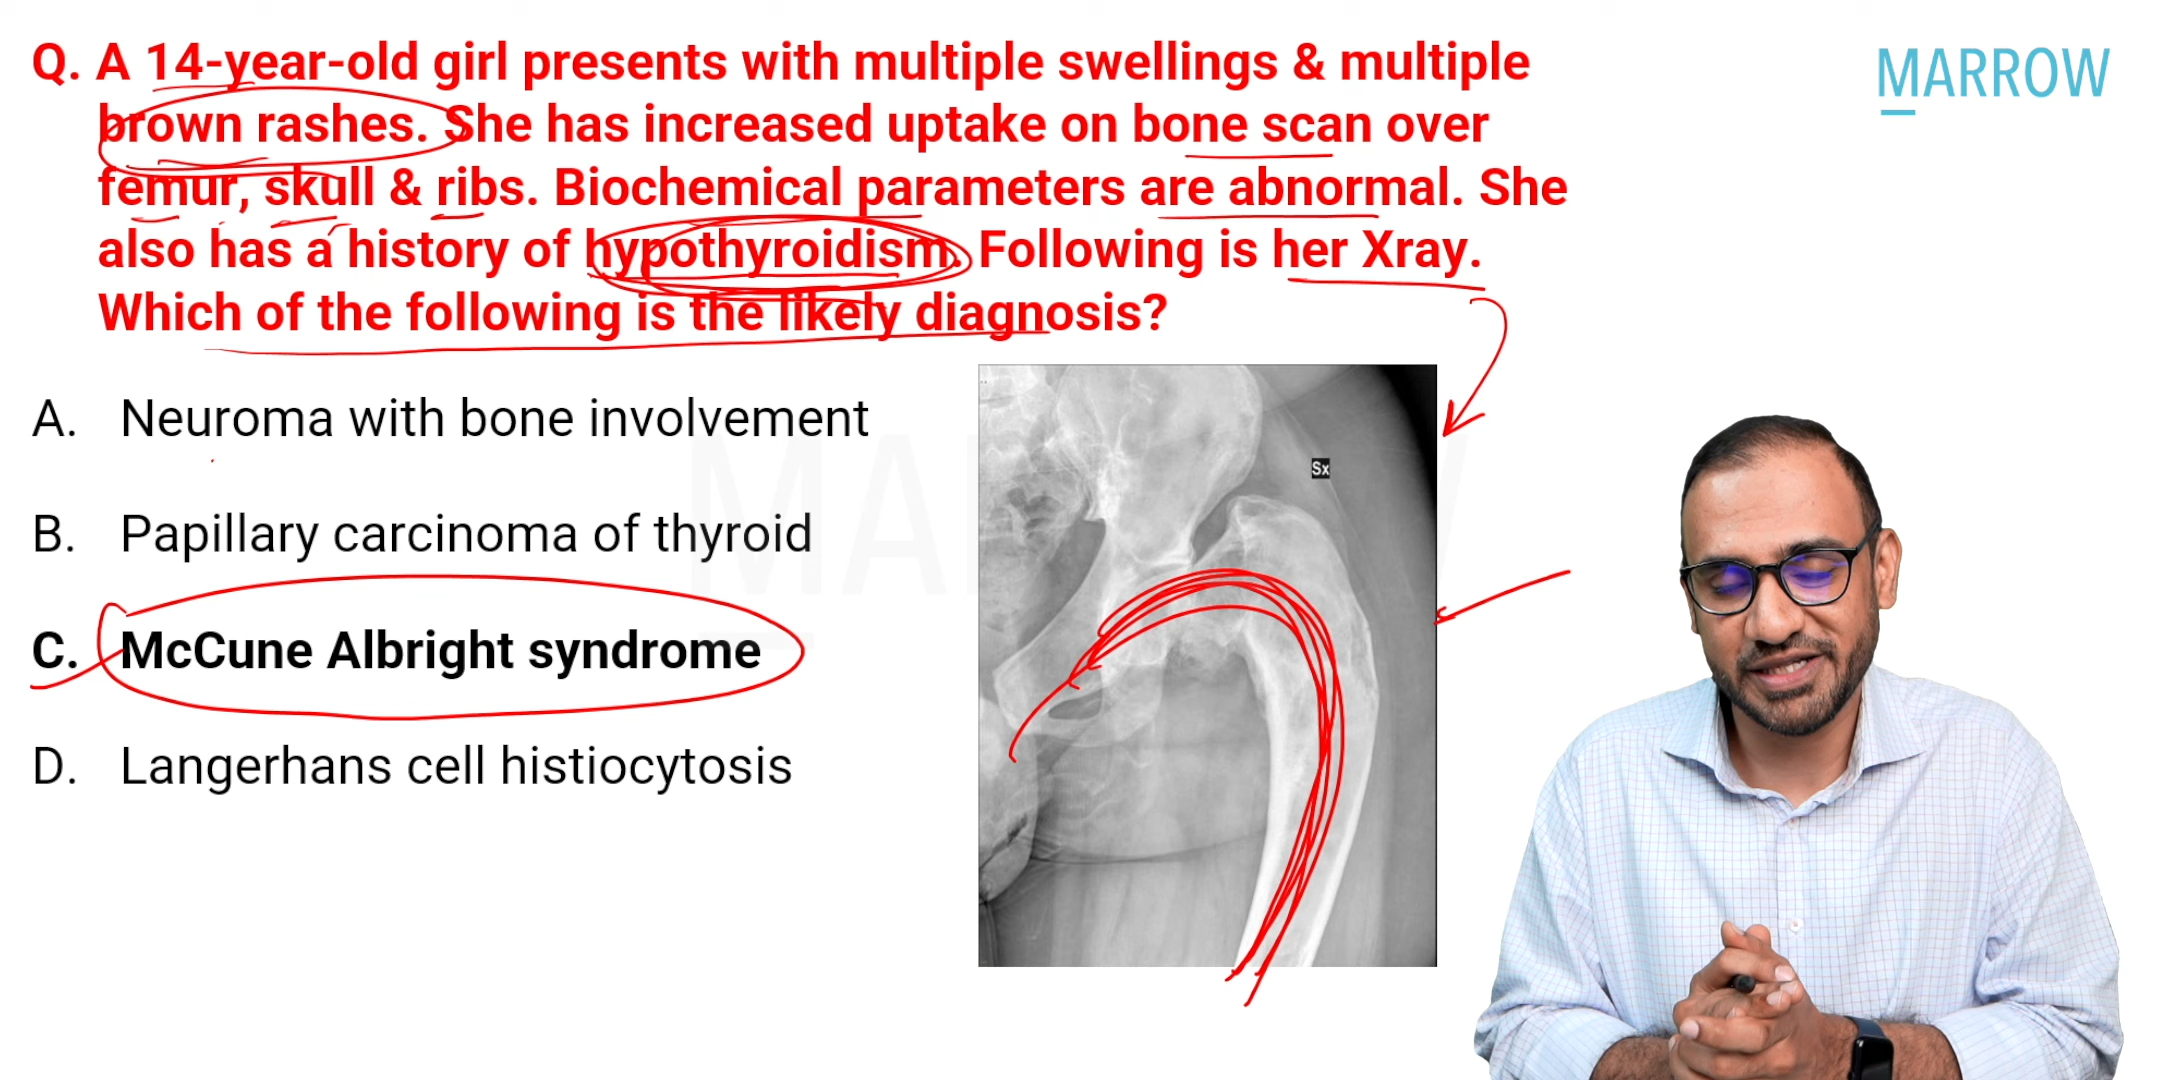 Q. A 14-year-old girl presents with multiple swellings & multiple
brown rashes. She has increased uptake on bone scan over
femur, skull & ribs. Biochemical parameters are abnormal. She
also has a history of hypothyroidism. Following is her Xray.
Which of the following is the likely diagnosis?
MARROW
A. Neuroma with bone involvement
B. Papillary carcinoma of thyroid
C. McCune Albright syndrome
D. Langerhans cell histiocytosis
Sx